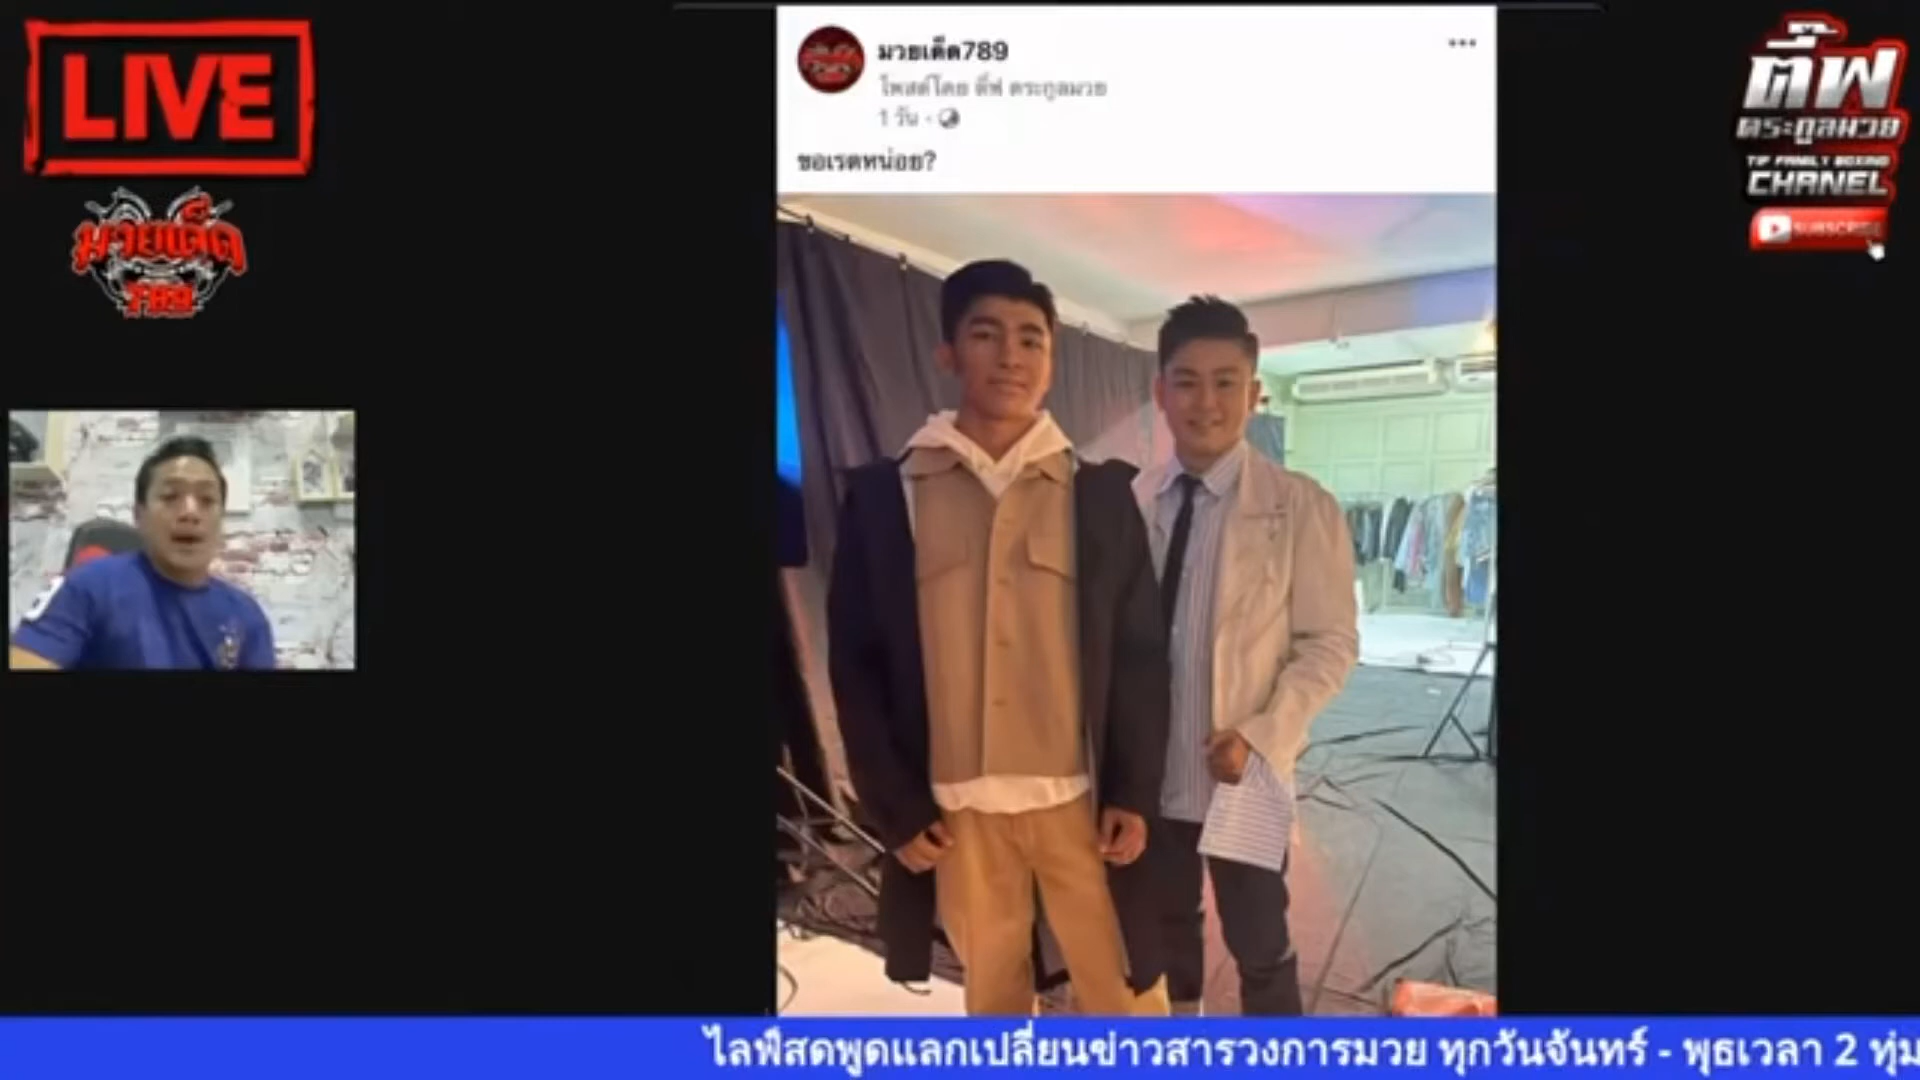 LIVE
มวยเด็ด
789
มวยเด็ด789
โพสต์โดย ติ๊ฟ ตระกูลมวย
1 วัน
ขอเรตหน่อย?
ติ๊ฟ
ตระกูลมวย
TIF FAMILY BOXING
CHANEL
SUBSCRIBE
ไลฟ์สดพูดแลกเปลี่ยนข่าวสารวงการมวย ทุกวันจันทร์ - พุธเวลา 2 ทุ่ม